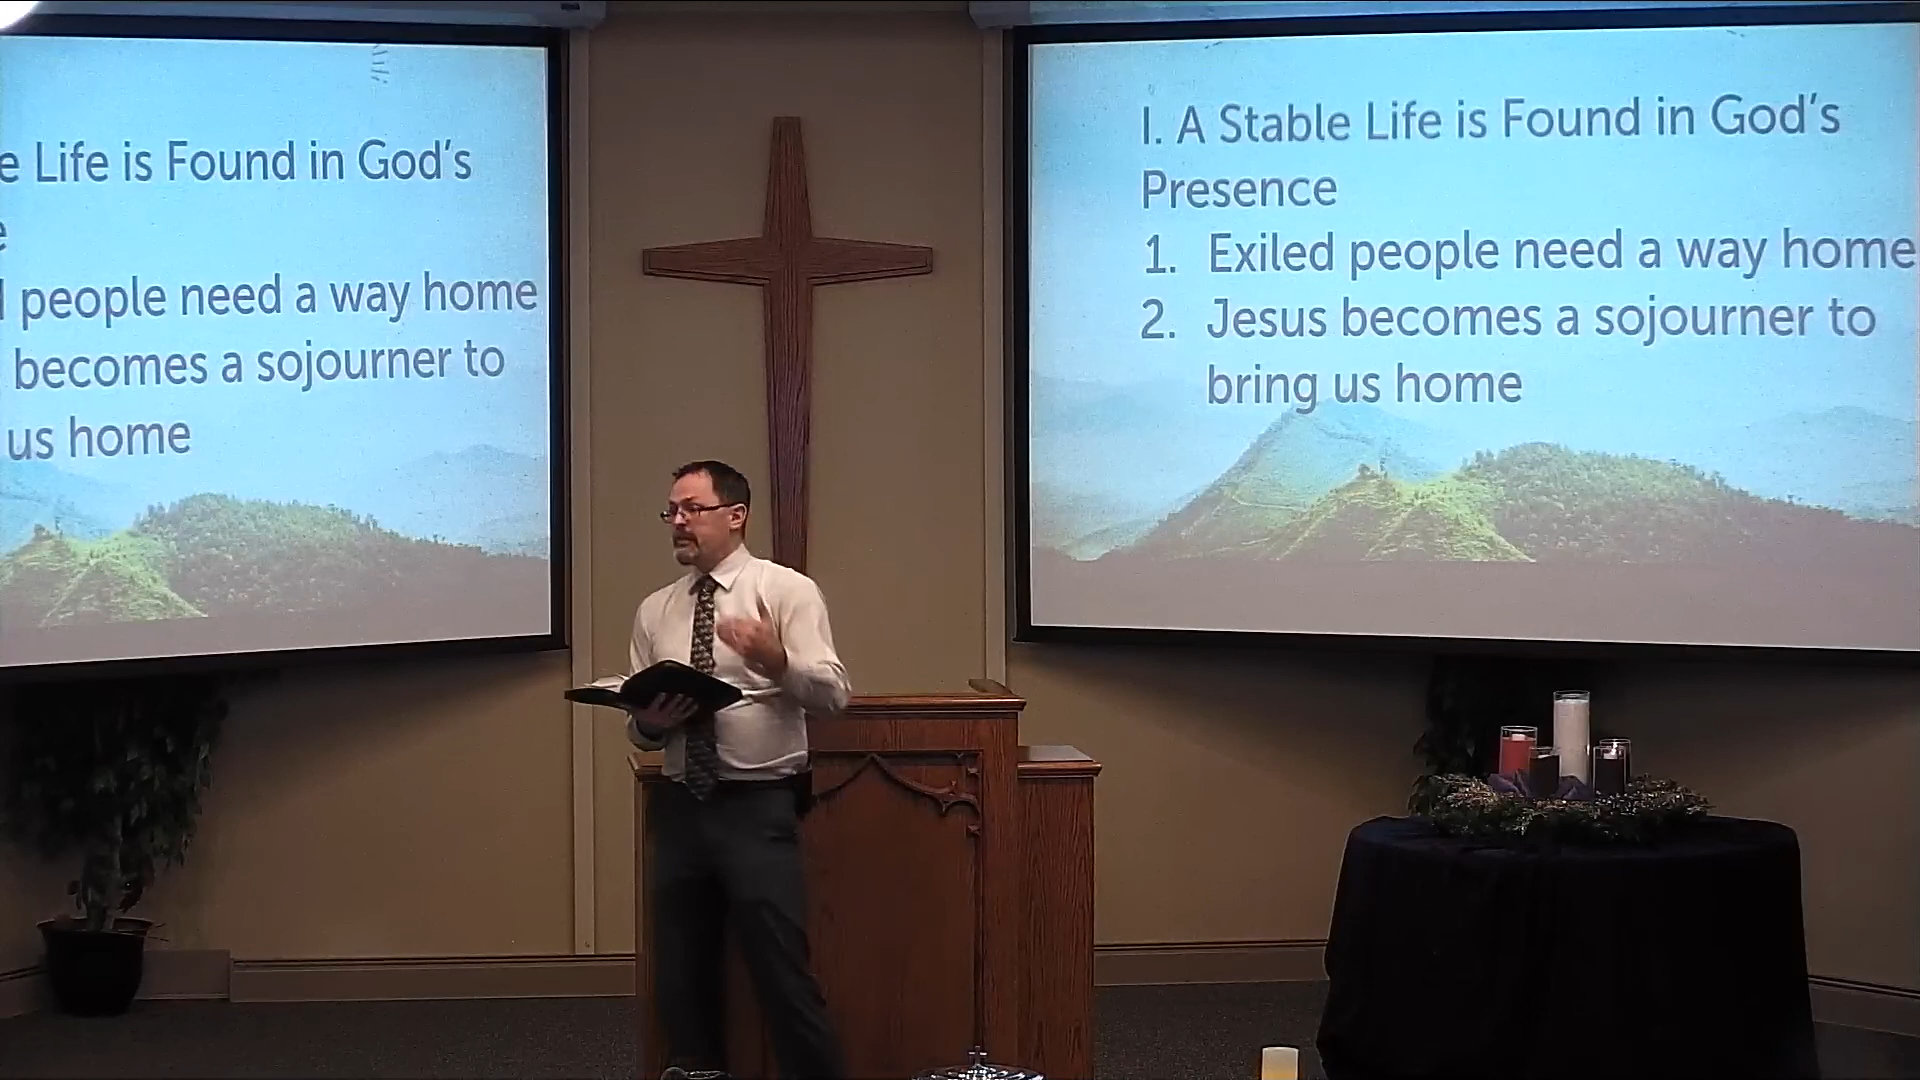 e Life is Found in God's
e
people need a way home
becomes a sojourner to
us home
I. A Stable Life is Found in God's
Presence
1. Exiled people need a way home
2. Jesus becomes a sojourner to
bring us home